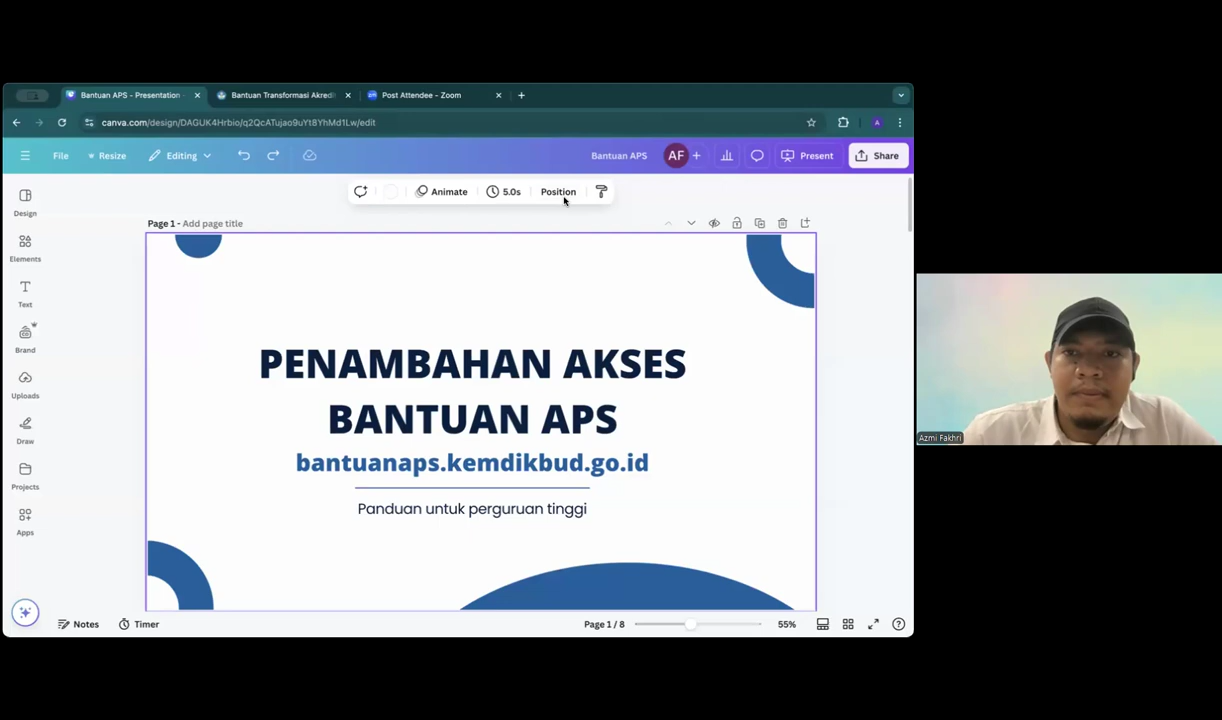 Bantuan APS - Presentation -
Bantuan Transformasi Akredi
Post Attendee - Zoom
canva.com/design/DAGUK4Hrbio/q2QcATujao9uYt8YhMd1Lw/edit
A
File
Resize
Editing
Bantuan APS
AF
Present
Share
Animate
5.0s
Position
Design
Elements
Text
Brand
Uploads
Draw
Projects
Apps
Page 1 - Add page title
PENAMBAHAN AKSES
BANTUAN APS
bantuanaps.kemdikbud.go.id
Panduan untuk perguruan tinggi
Azmi Fakhri
Notes
Timer
Page 1 / 8
55%